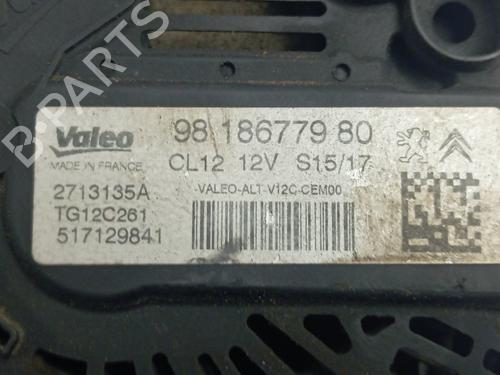 B-PARTS
Valeo
MADE IN FRANCE
98 186779 80
CL12 12V S15/17
2713135A
TG12C261
517129841
VALEO-ALT-V12C-CEM00